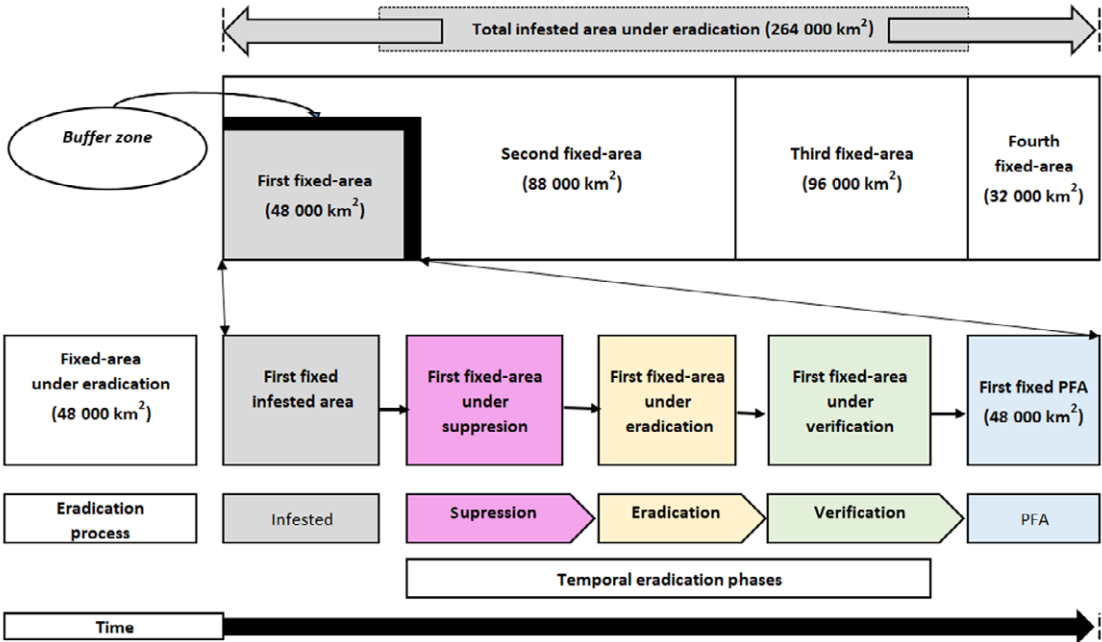 Total infested area under eradication (264 000 km²)
Buffer zone
First fixed-area
(48 000 km²)
Second fixed-area
(88 000 km²)
Third fixed-area
(96 000 km²)
Fourth
fixed-area
(32 000 km²)
Fixed-area
under eradication
(48 000 km²)
First fixed
infested area
First fixed-area
under
suppresion
First fixed-area
under
eradication
First fixed-area
under
verification
First fixed PFA
(48 000 km²)
Eradication
process
Infested
Supression
Eradication
Verification
PFA
Temporal eradication phases
Time